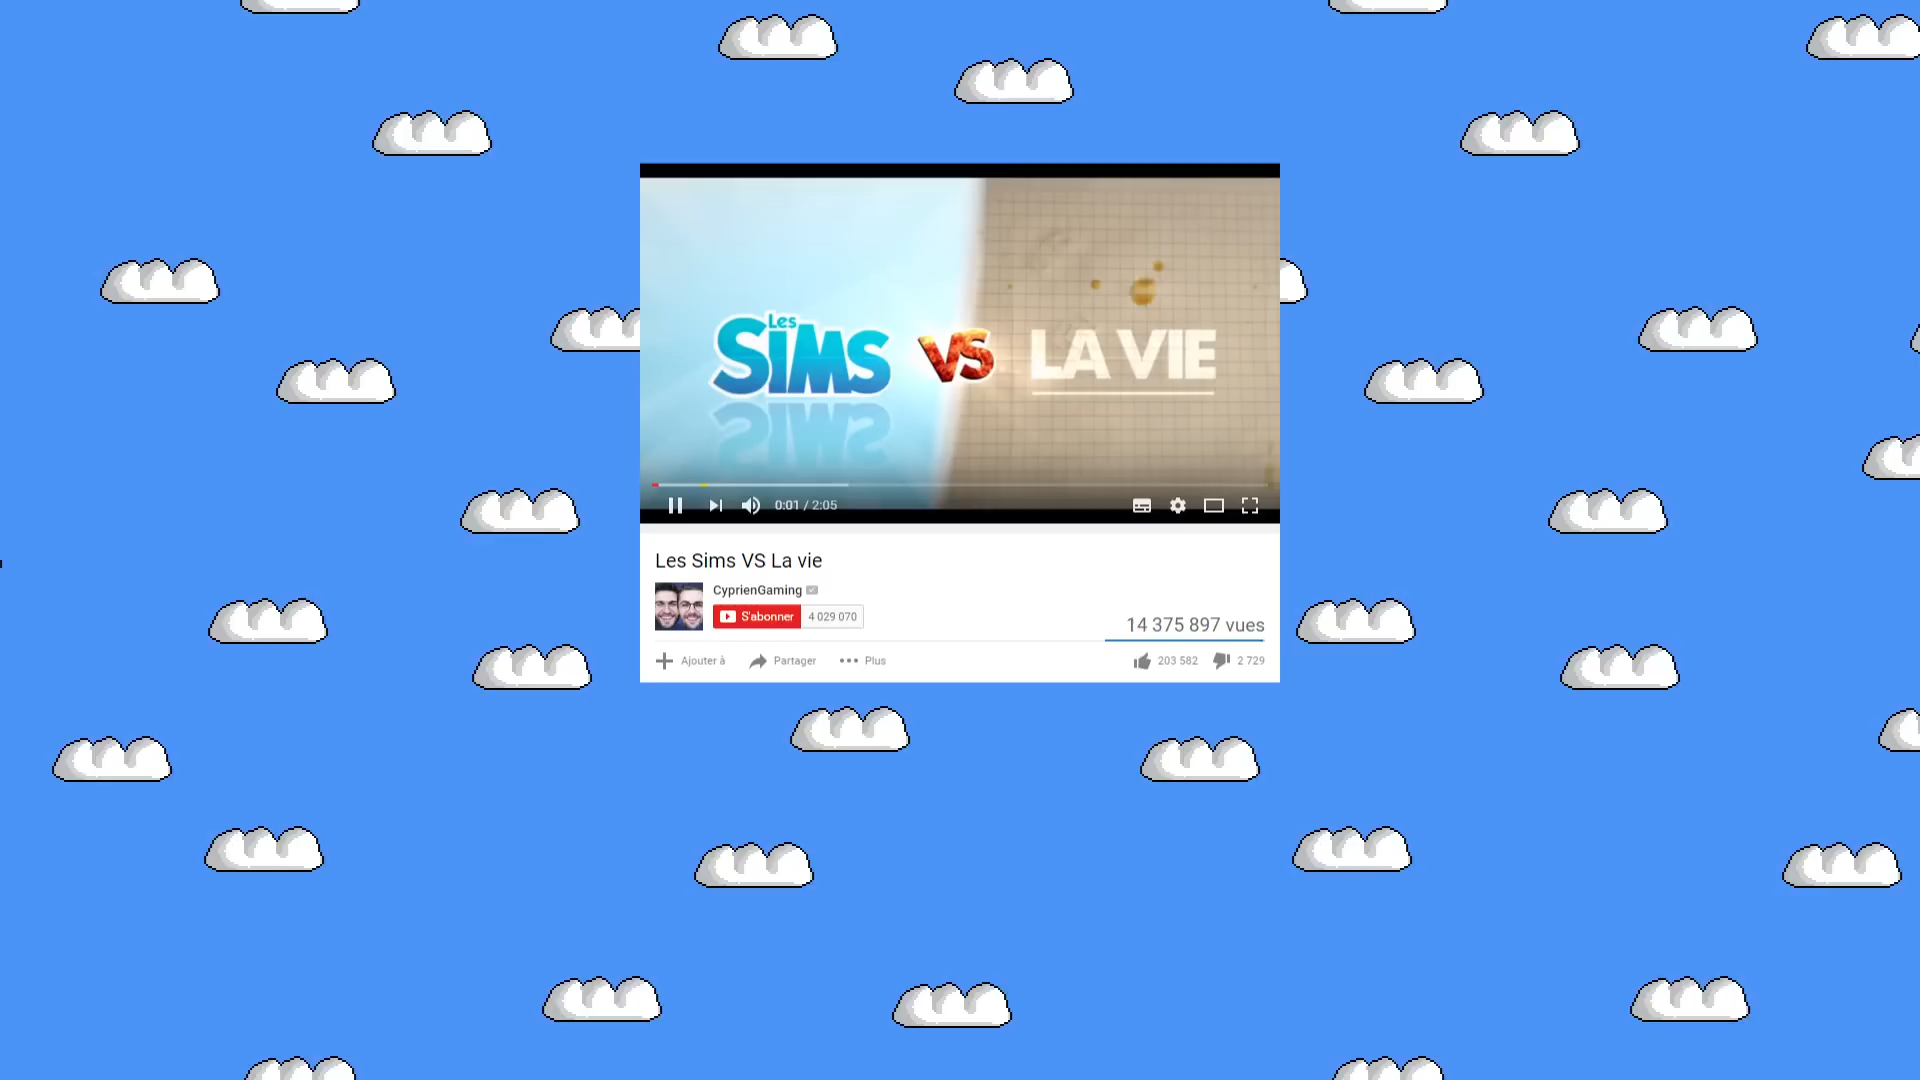 Les
SIMS VS LA VIE
0:01 / 2:05
Les Sims VS La vie
CyprienGaming
S'abonner 4 029 070
14 375 897 vues
Ajouter à Partager Plus 203 582 2 729